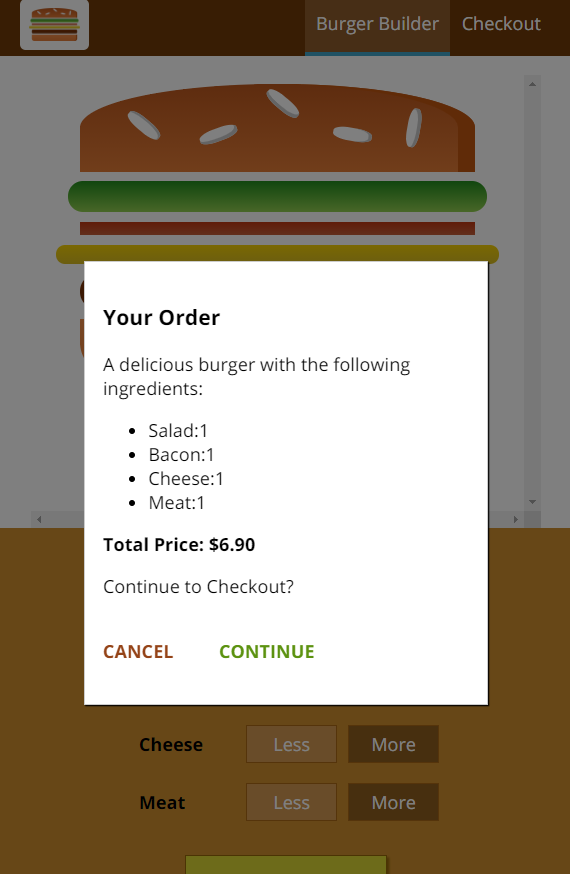 Burger Builder Checkout
Your Order
A delicious burger with the following
ingredients:
Salad:1
Bacon:1
Cheese:1
Meat:1
Total Price: $6.90
Continue to Checkout?
CANCEL CONTINUE
Cheese Less More
Meat Less More